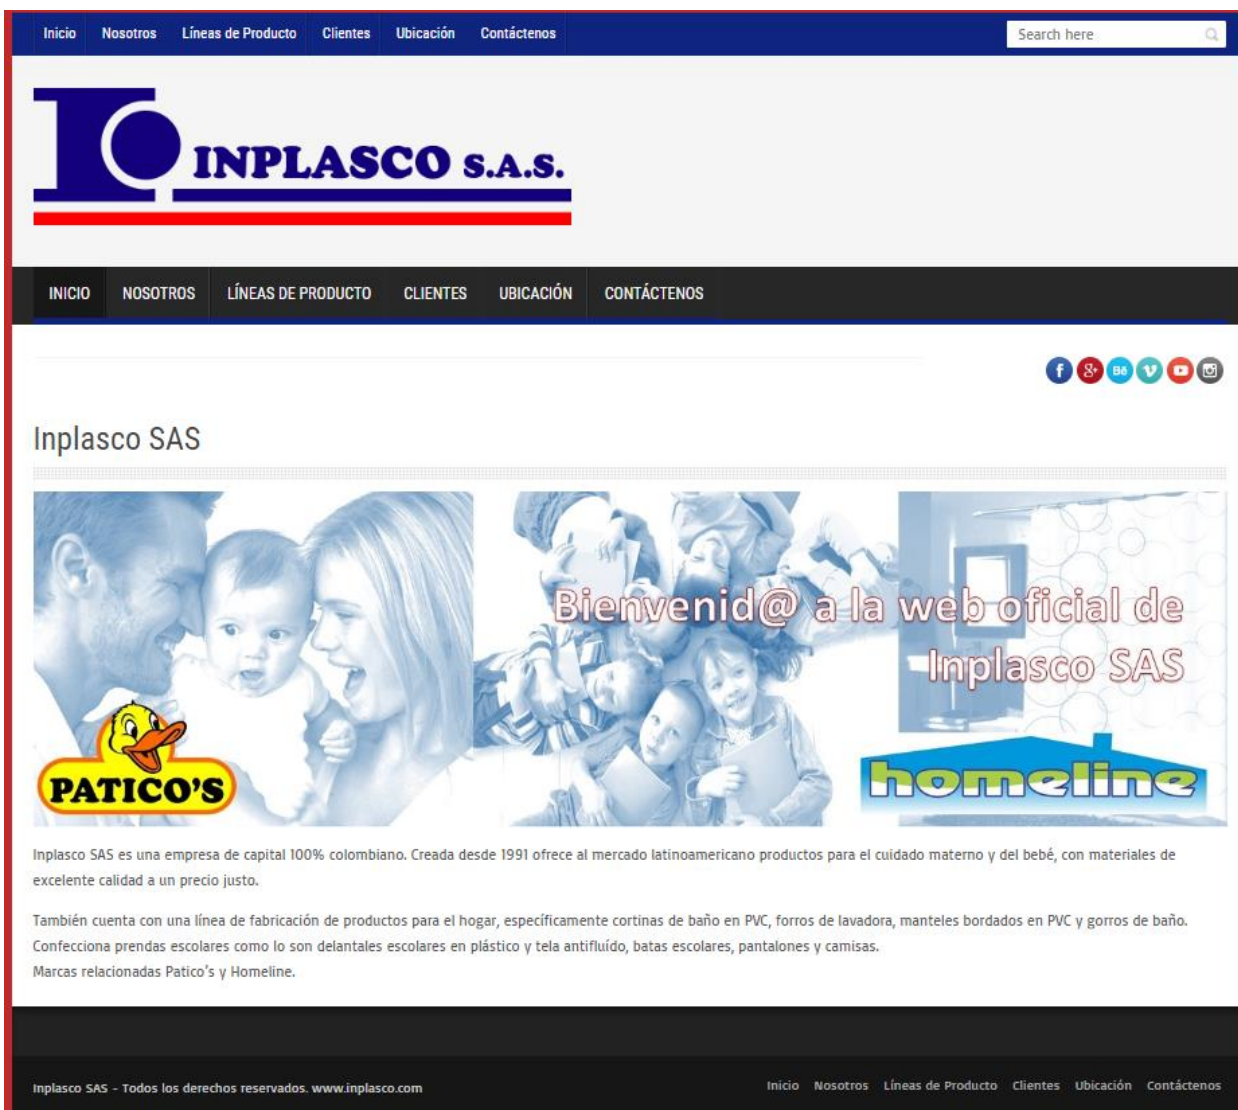 Inicio Nosotros Líneas de Producto Clientes Ubicación Contáctenos Search here
INPLASCO S.A.S.
INICIO NOSOTROS LÍNEAS DE PRODUCTO CLIENTES UBICACIÓN CONTÁCTENOS
f 8+ Bē v
Inplasco SAS
Bienvenid@ a la web oficial de
Inplasco SAS
PATICO'S
homeline
Inplasco SAS es una empresa de capital 100% colombiano. Creada desde 1991 ofrece al mercado latinoamericano productos para el cuidado materno y del bebé, con materiales de
excelente calidad a un precio justo.
También cuenta con una línea de fabricación de productos para el hogar, específicamente cortinas de baño en PVC, forros de lavadora, manteles bordados en PVC y gorros de baño.
Confecciona prendas escolares como lo son delantales escolares en plástico y tela antifluído, batas escolares, pantalones y camisas.
Marcas relacionadas Patico's y Homeline.
Inplasco SAS - Todos los derechos reservados. www.inplasco.com
Inicio Nosotros Líneas de Producto Clientes Ubicación Contáctenos